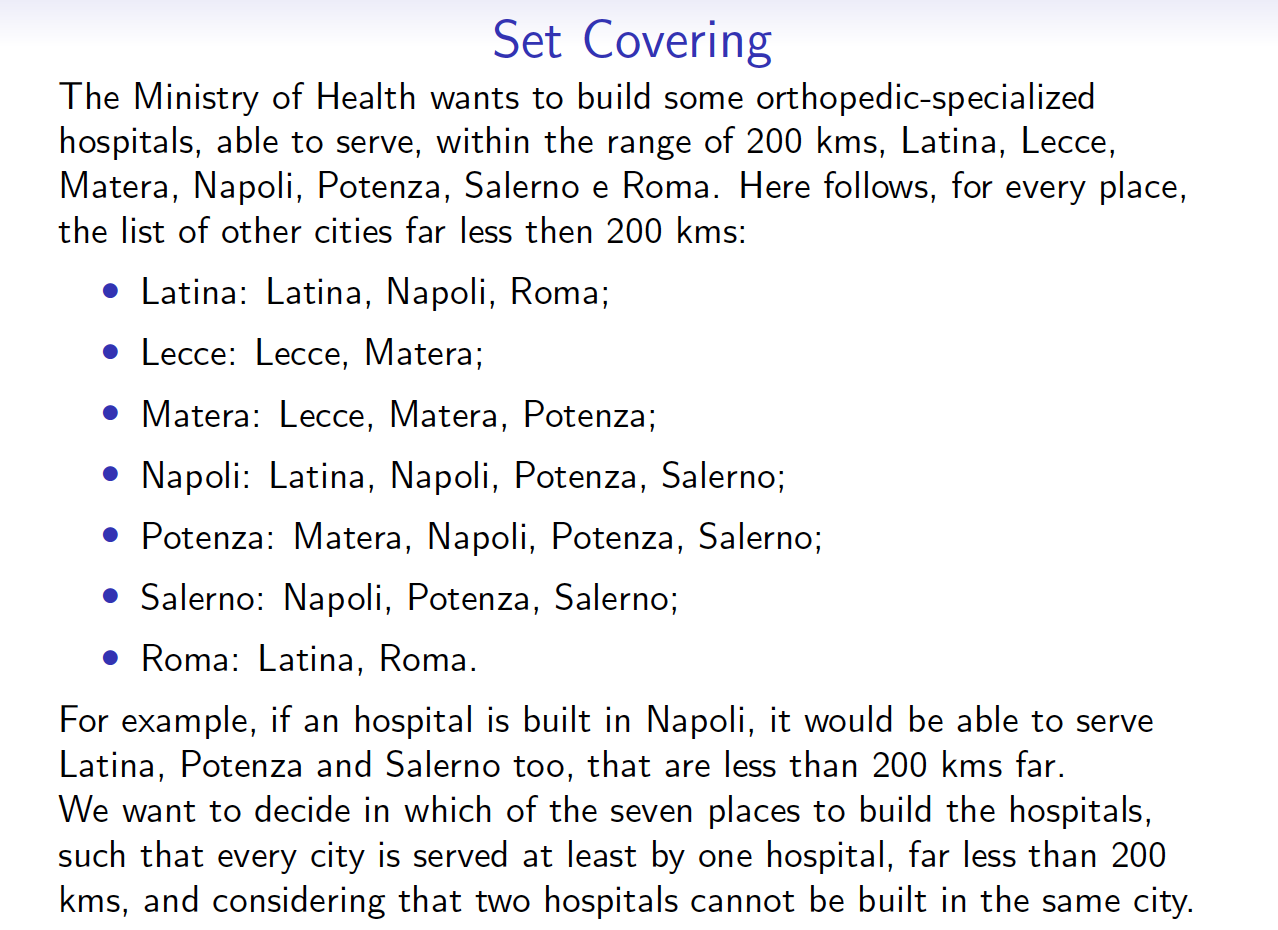 Set Covering
The Ministry of Health wants to build some orthopedic-specialized
hospitals, able to serve, within the range of 200 kms, Latina, Lecce,
Matera, Napoli, Potenza, Salerno e Roma. Here follows, for every place,
the list of other cities far less then 200 kms:
• Latina: Latina, Napoli, Roma;
• Lecce: Lecce, Matera;
• Matera: Lecce, Matera, Potenza;
• Napoli: Latina, Napoli, Potenza, Salerno;
• Potenza: Matera, Napoli, Potenza, Salerno;
• Salerno: Napoli, Potenza, Salerno;
• Roma: Latina, Roma.
For example, if an hospital is built in Napoli, it would be able to serve
Latina, Potenza and Salerno too, that are less than 200 kms far.
We want to decide in which of the seven places to build the hospitals,
such that every city is served at least by one hospital, far less than 200
kms, and considering that two hospitals cannot be built in the same city.